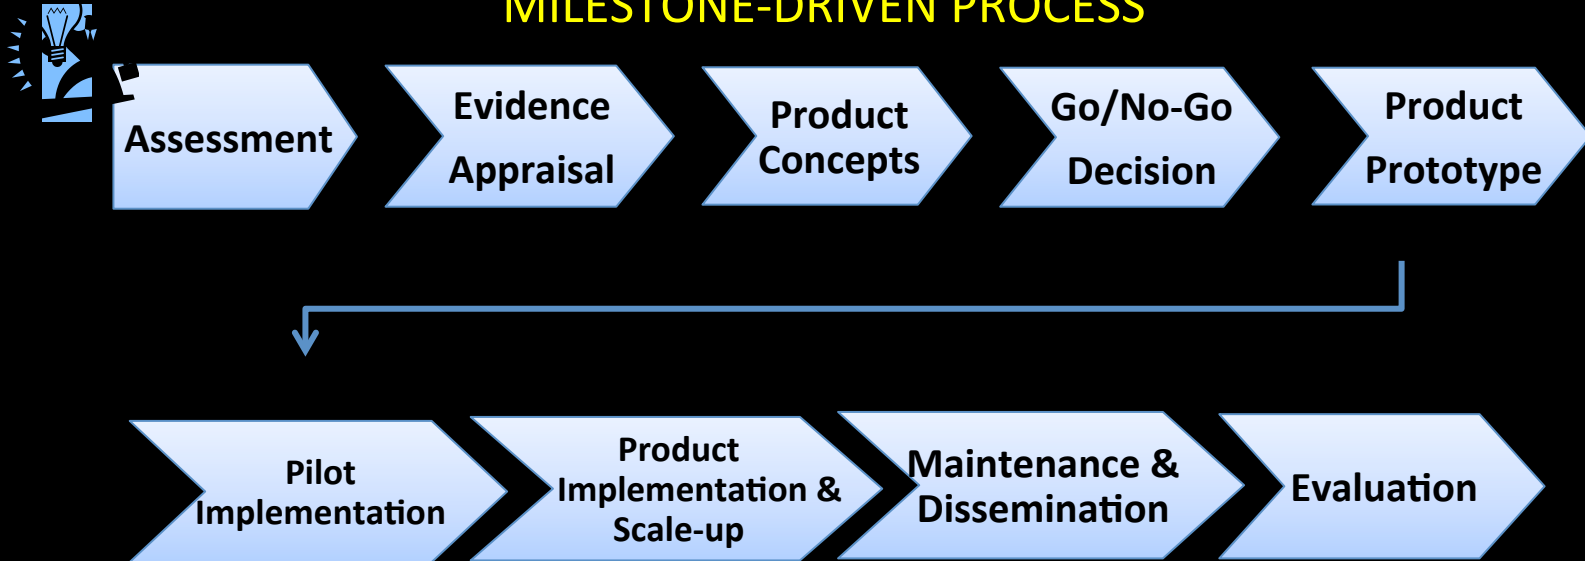 MILESTONE-DRIVEN PROCESS
Assessment
Evidence
Appraisal
Product
Concepts
Go/No-Go
Decision
Product
Prototype
Pilot
Implementation
Product
Implementation &
Scale-up
Maintenance &
Dissemination
Evaluation